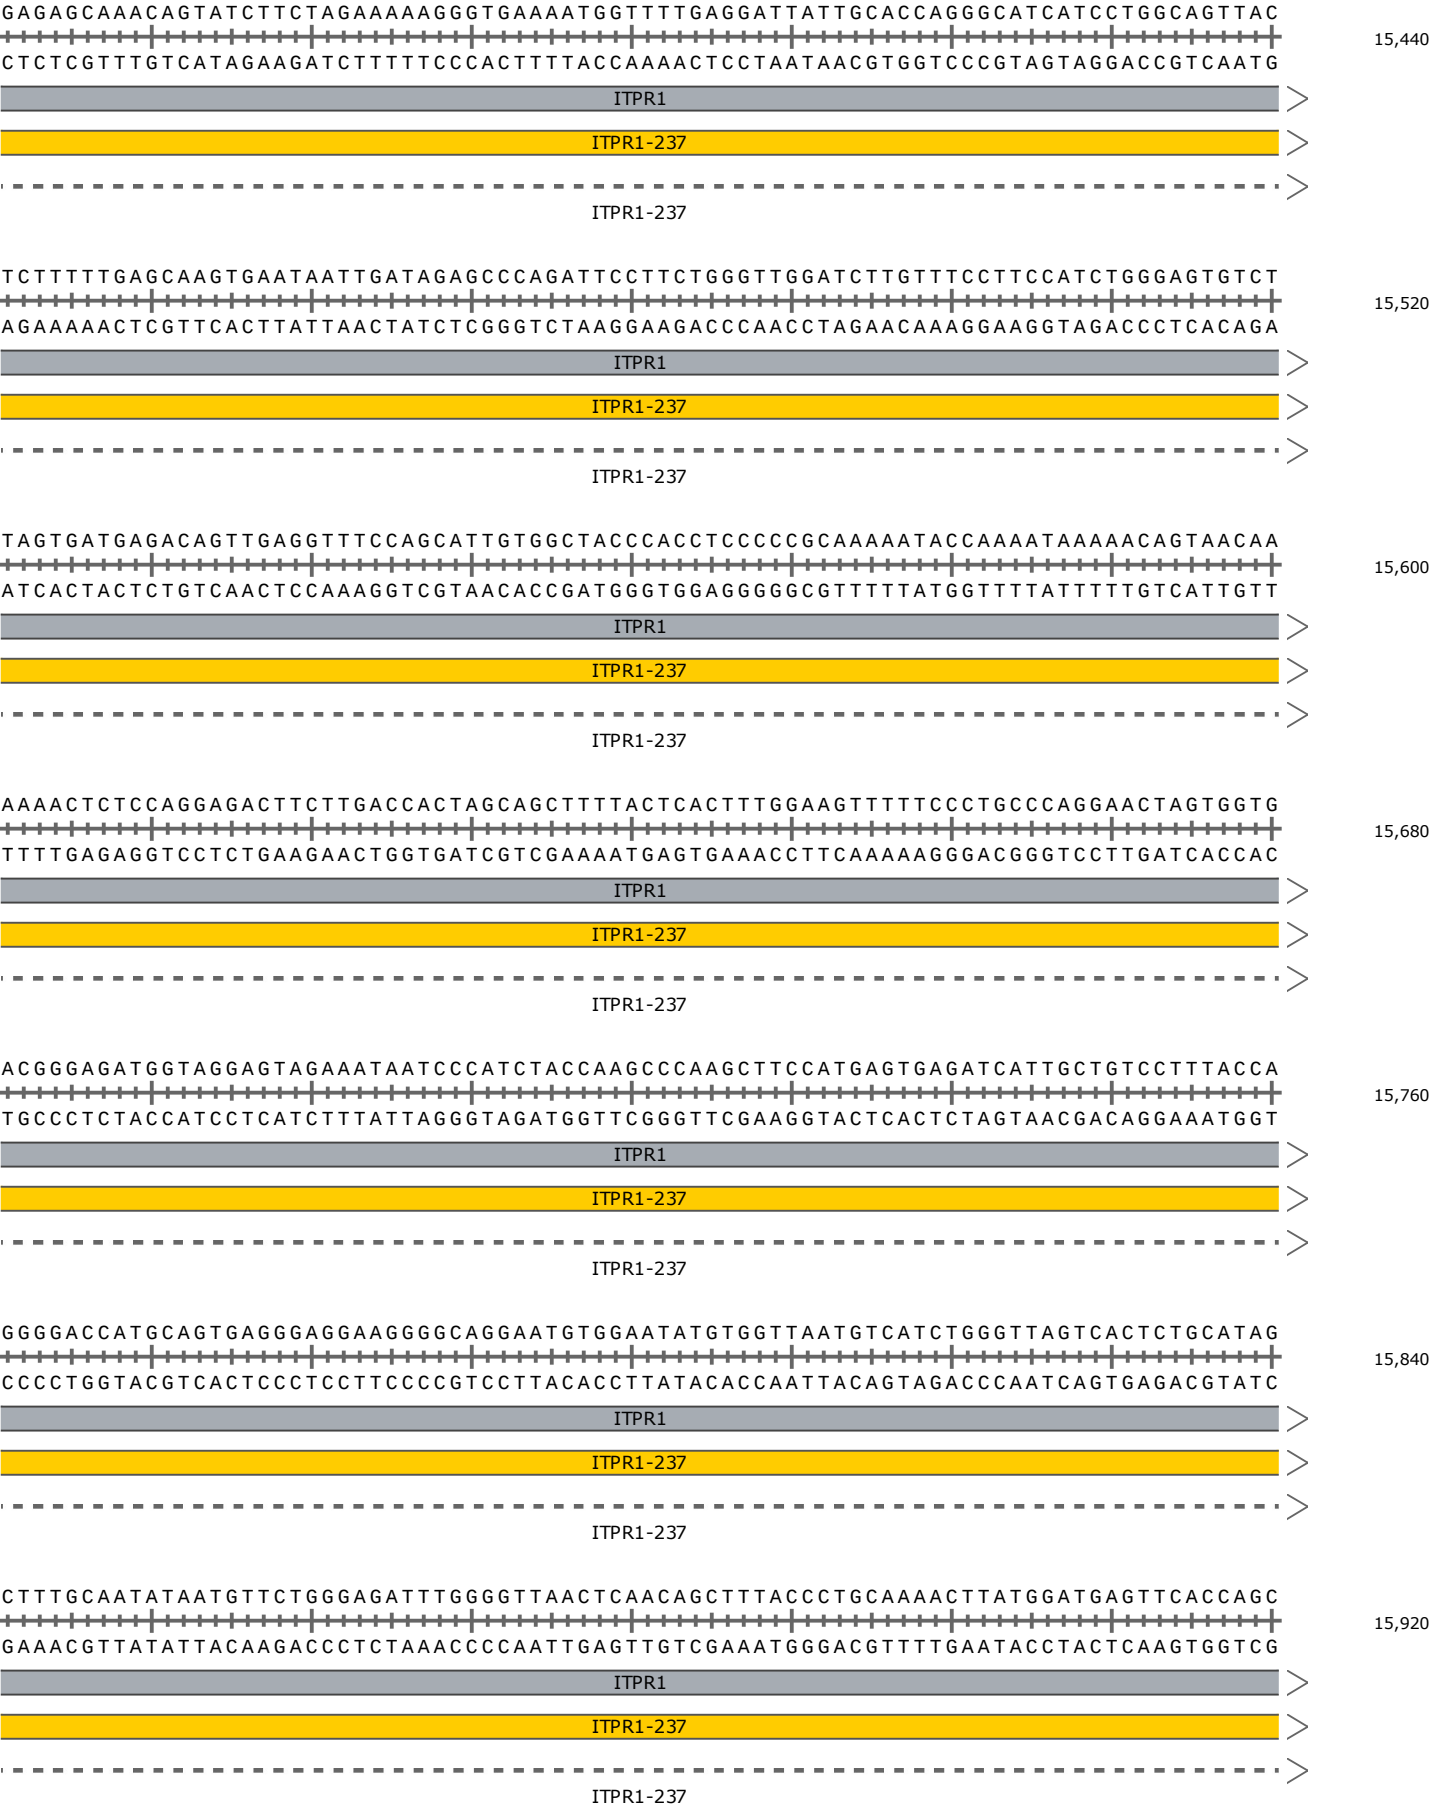 GAGAGCAAACAGTATCTTCTAGAAAAAGGGTGAAAATGGTTTTGAGGATTATTGCACCAGGGCATCATCCTGGCAGTTAC
15,440
CTCTCGTTTGTCATAGAAGATCTTTTTCCCACTTTTACCAAAACTCCTAATAACGTGGTCCCGTAGTAGGACCGTCAATG
ITPR1
ITPR1-237
ITPR1-237
TCTTTTTGAGCAAGTGAATAATTGATAGAGCCCAGATTCCTTCTGGGTTGGATCTTGTTTCCTTCCATCTGGGAGTGTCT
15,520
AGAAAAACTCGTTCACTTATTAACTATCTCGGGTCTAAGGAAGACCCAACCTAGAACAAAGGAAGGTAGACCCTCACAGA
ITPR1
ITPR1-237
ITPR1-237
TAGTGATGAGACAGTTGAGGTTTCCAGCATTGTGGCTACCCACCTCCCCCGCAAAAATACCAAAATAAAAACAGTAACAA
15,600
ATCACTACTCTGTCAACTCCAAAGGTCGTAACACCGATGGGTGGAGGGGGCGTTTTTATGGTTTTATTTTTGTCATTGTT
ITPR1
ITPR1-237
ITPR1-237
AAAACTCTCCAGGAGACTTCTTGACCACTAGCAGCTTTTACTCACTTTGGAAGTTTTTCCCTGCCCAGGAACTAGTGGTG
15,680
TTTTGAGAGGTCCTCTGAAGAACTGGTGATCGTCGAAAATGAGTGAAACCTTCAAAAAGGGACGGGTCCTTGATCACCAC
ITPR1
ITPR1-237
ITPR1-237
ACGGGAGATGGTAGGAGTAGAAATAATCCCATCTACCAAGCCCAAGCTTCCATGAGTGAGATCATTGCTGTCCTTTACCA
15,760
TGCCCTCTACCATCCTCATCTTTATTAGGGTAGATGGTTCGGGTTCGAAGGTACTCACTCTAGTAACGACAGGAAATGGT
ITPR1
ITPR1-237
ITPR1-237
GGGGACCATGCAGTGAGGGAGGAAGGGGCAGGAATGTGGAATATGTGGTTAATGTCATCTGGGTTAGTCACTCTGCATAG
15,840
CCCCTGGTACGTCACTCCCTCCTTCCCCGTCCTTACACCTTATACACCAATTACAGTAGACCCAATCAGTGAGACGTATC
ITPR1
ITPR1-237
ITPR1-237
CTTTGCAATATAATGTTCTGGGAGATTTGGGGTTAACTCAACAGCTTTACCCTGCAAAACTTATGGATGAGTTCACCAGC
15,920
GAAACGTTATATTACAAGACCCTCTAAACCCCAATTGAGTTGTCGAAATGGGACGTTTTGAATACCTACTCAAGTGGTCG
ITPR1
ITPR1-237
ITPR1-237